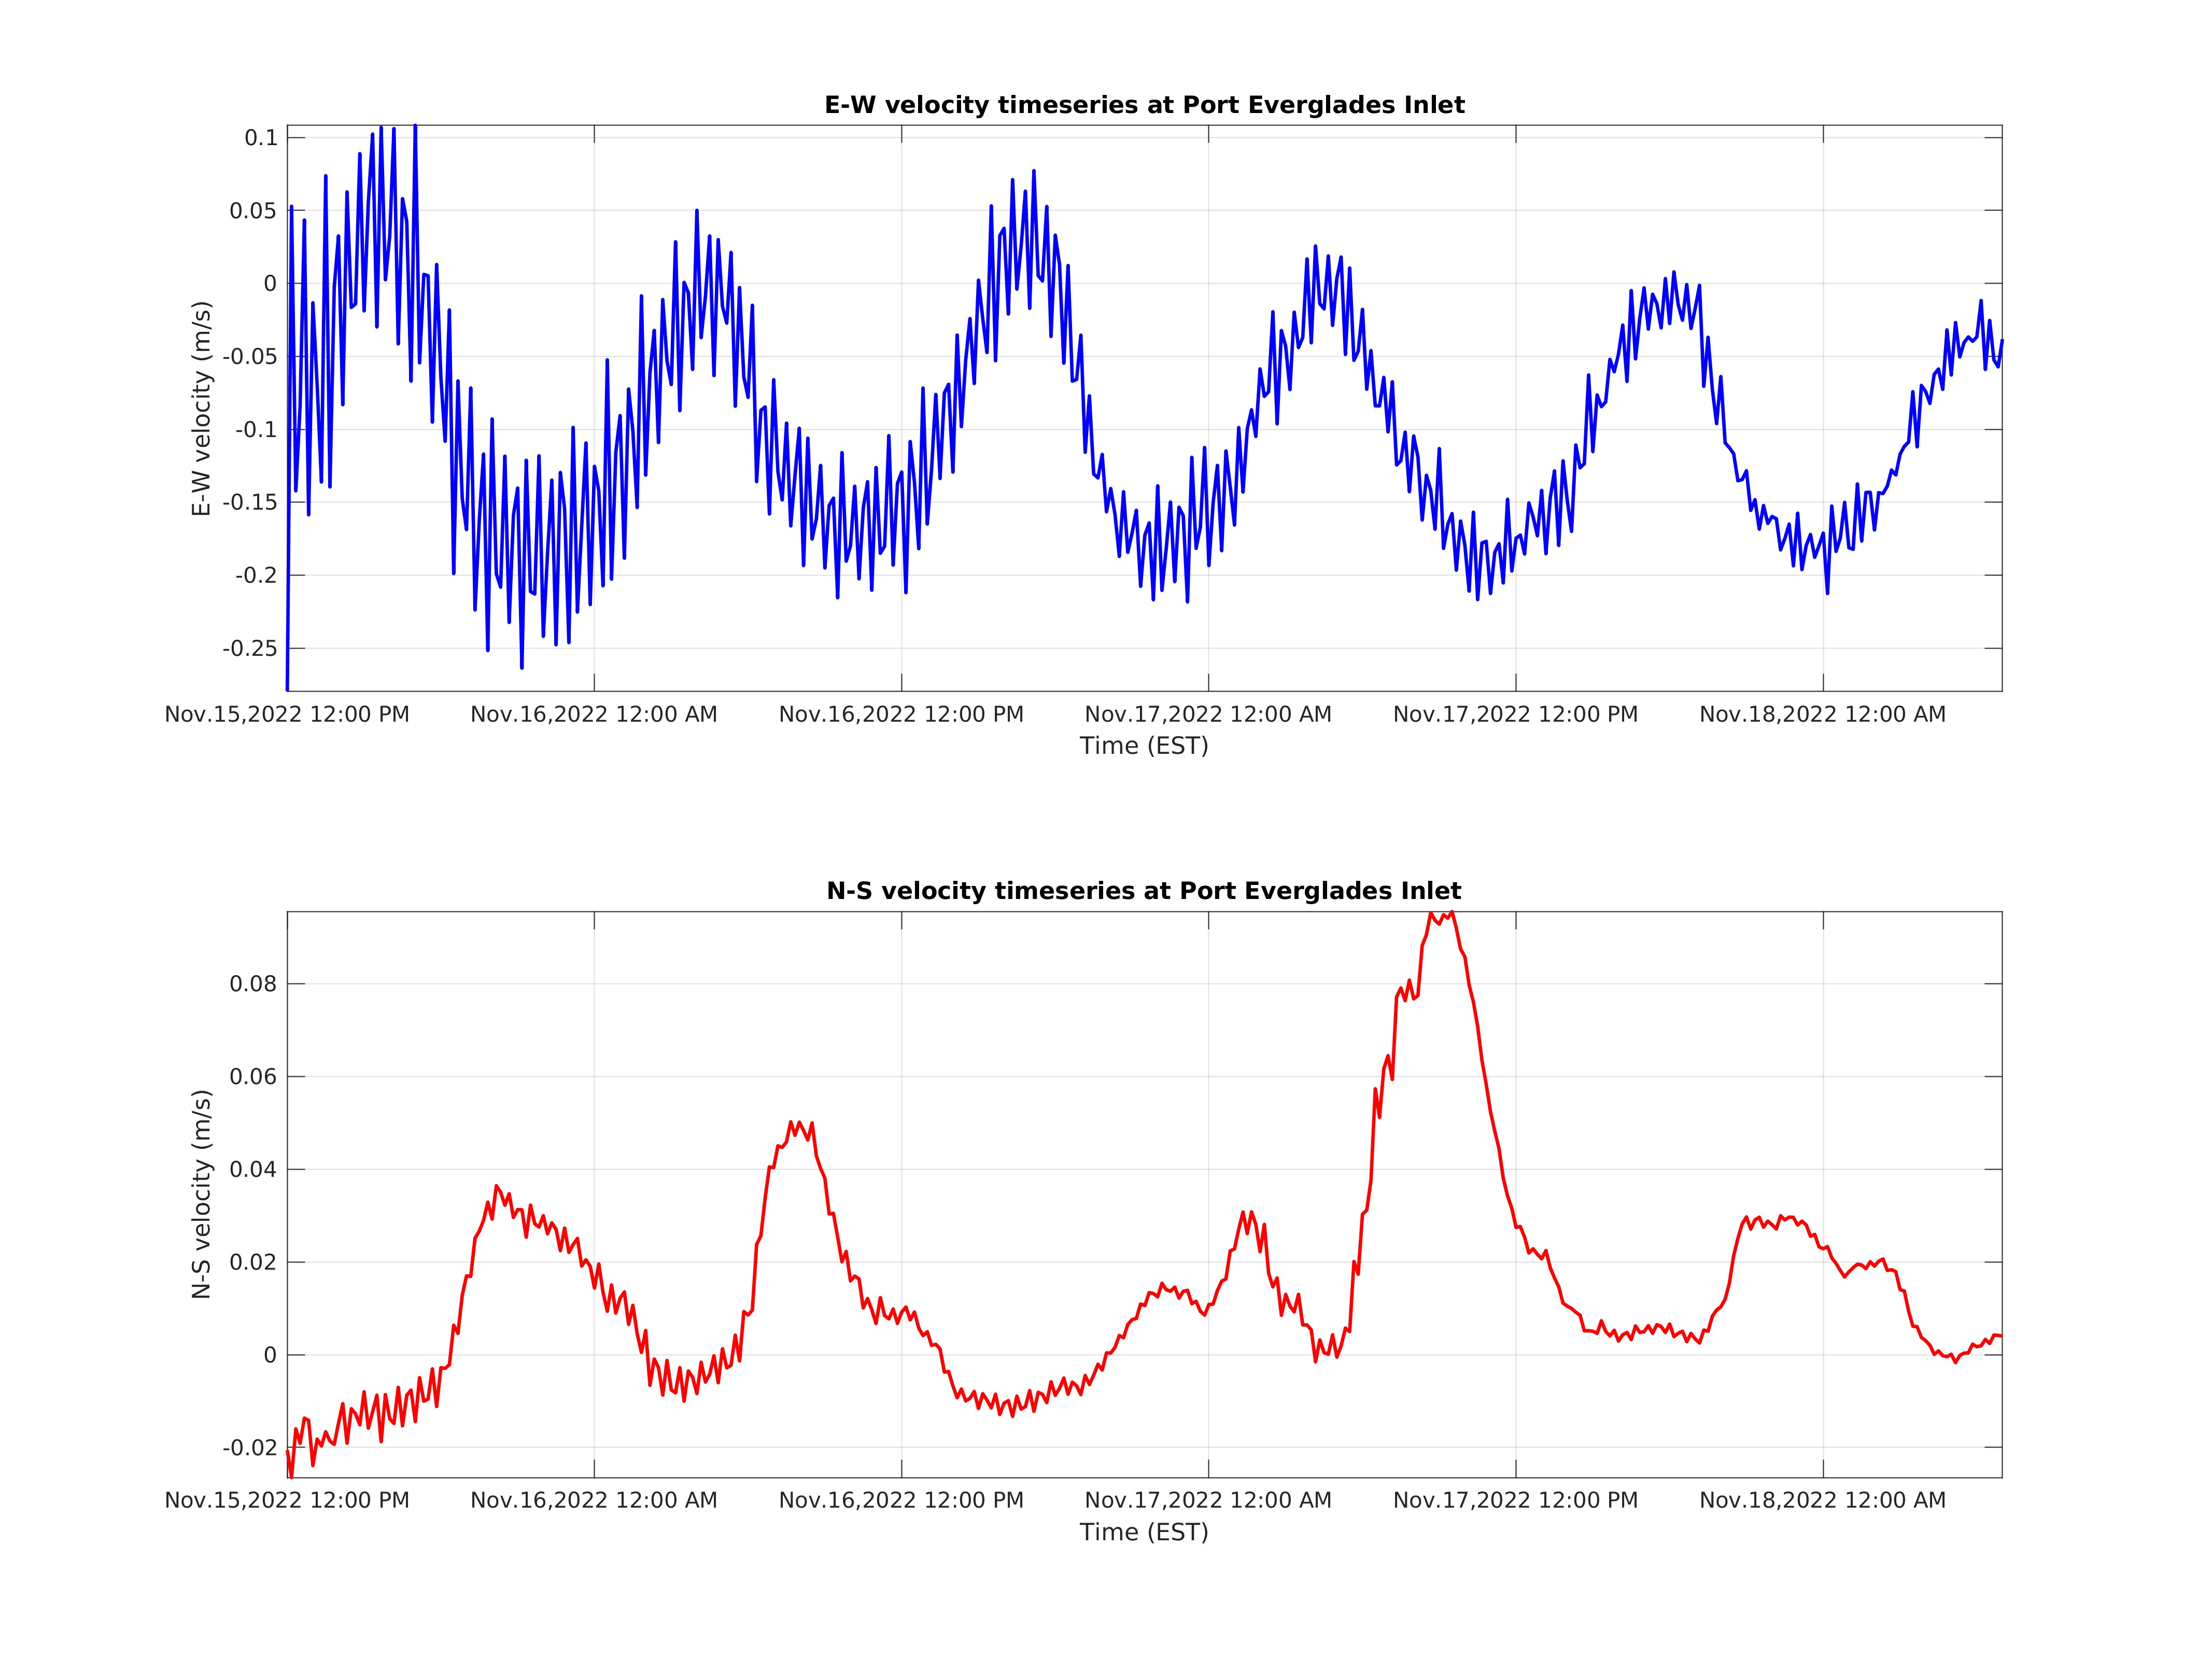 E-W velocity timeseries at Port Everglades Inlet
0.1
0.05
0
-0.05
-0.1
-0.15
-0.2
-0.25
E-W velocity (m/s)
Nov.15,2022 12:00 PM Nov.16,2022 12:00 AM Nov.16,2022 12:00 PM Nov.17,2022 12:00 AM Nov.17,2022 12:00 PM Nov.18,2022 12:00 AM
Time (EST)
N-S velocity timeseries at Port Everglades Inlet
0.08
0.06
0.04
0.02
0
-0.02
N-S velocity (m/s)
Nov.15,2022 12:00 PM Nov.16,2022 12:00 AM Nov.16,2022 12:00 PM Nov.17,2022 12:00 AM Nov.17,2022 12:00 PM Nov.18,2022 12:00 AM
Time (EST)